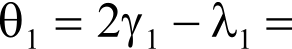 θ₁ = 2γ₁ − λ₁ =